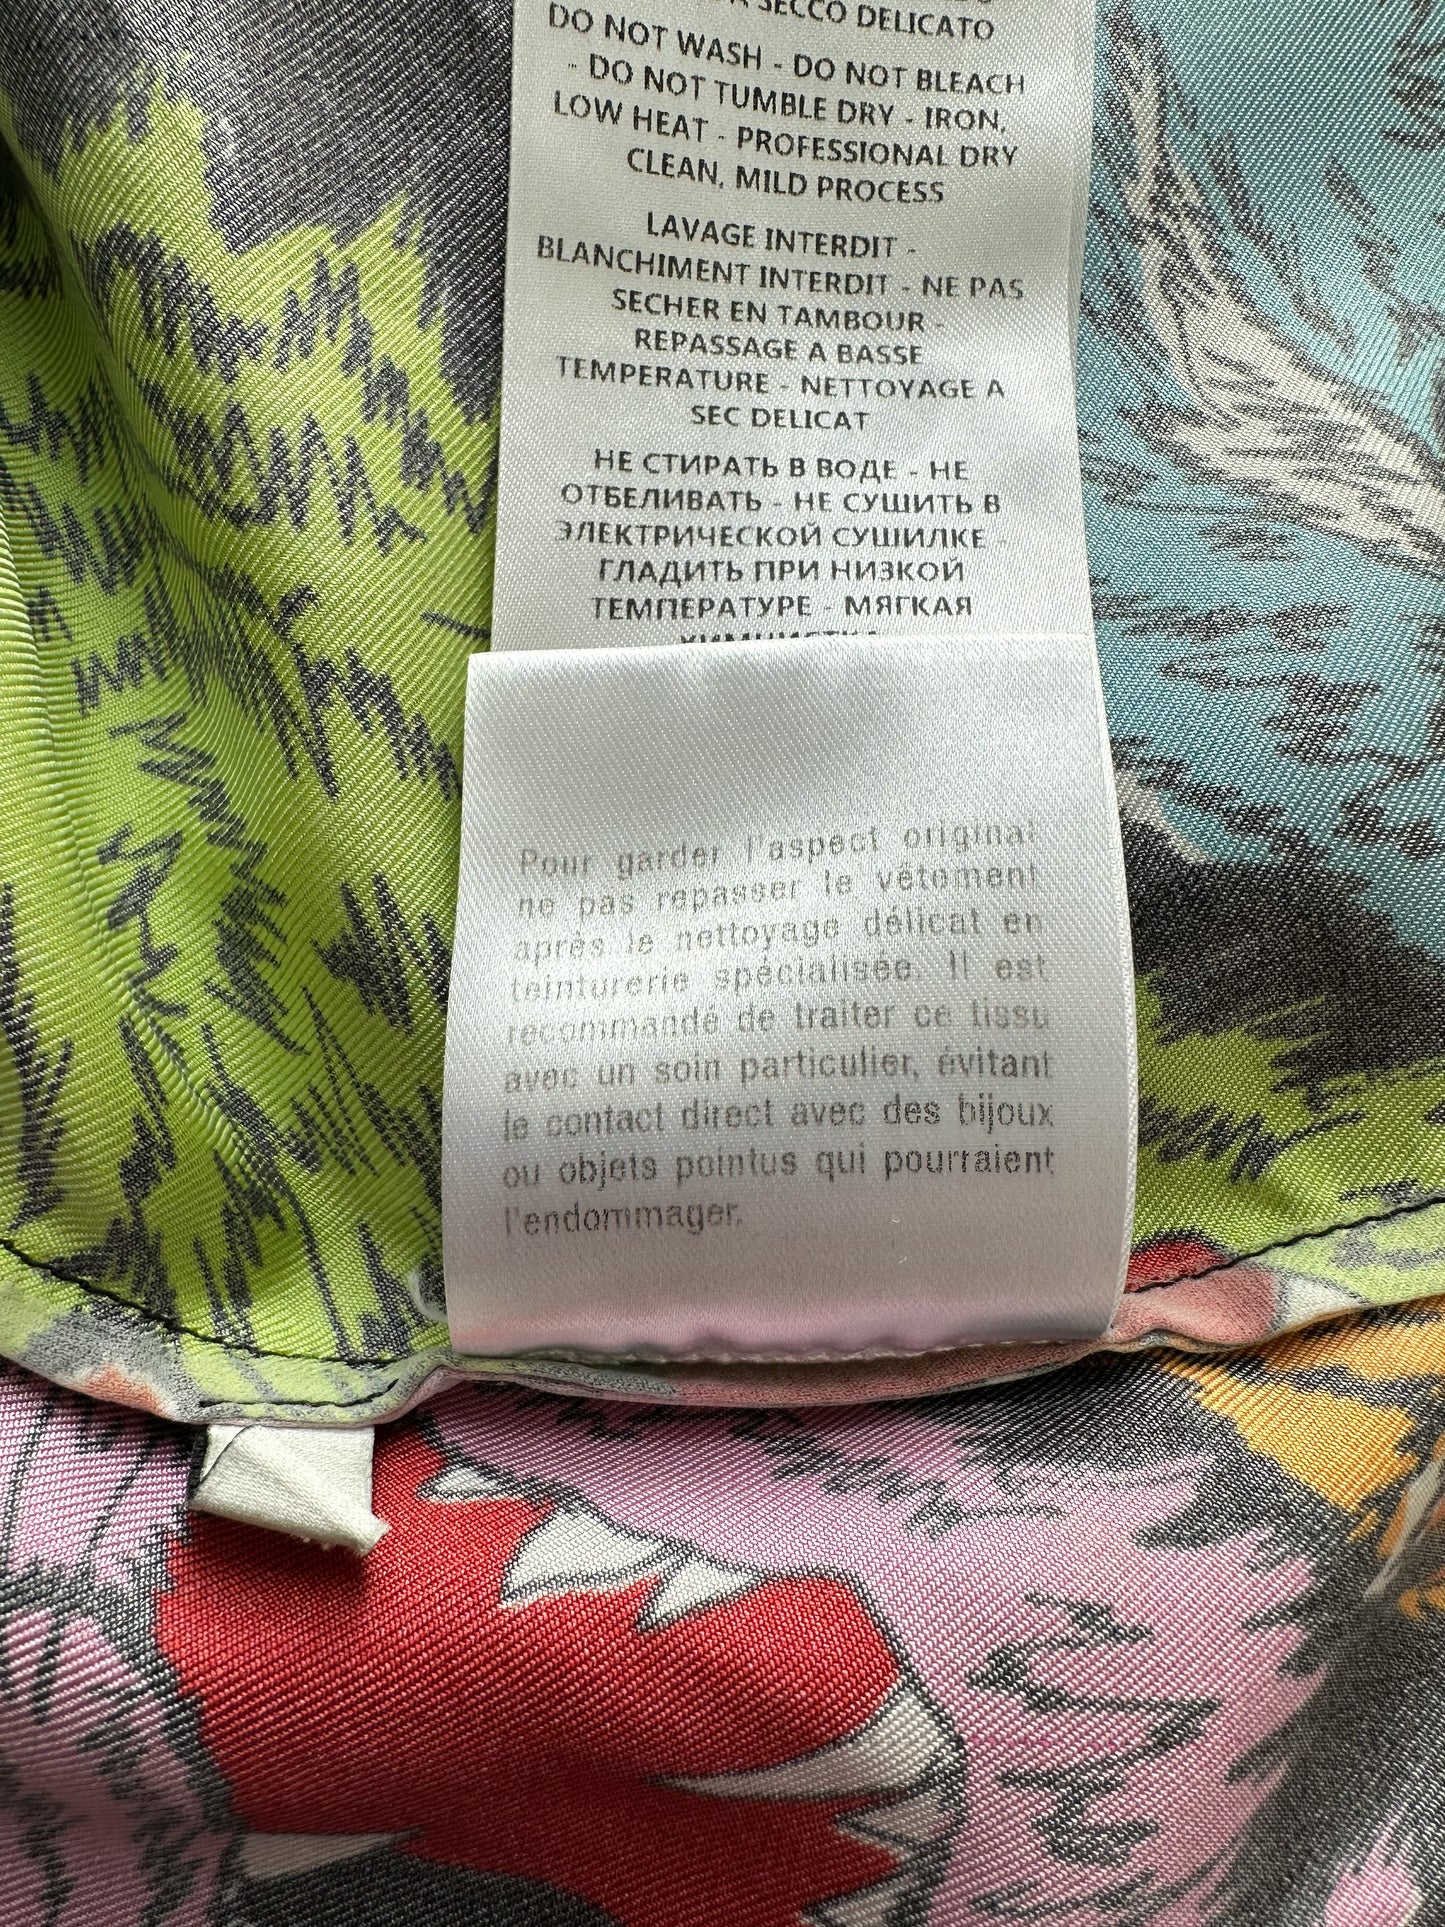 SECCO DELICATO
DO NOT WASH - DO NOT BLEACH
- DO NOT TUMBLE DRY - IRON,
LOW HEAT - PROFESSIONAL DRY
CLEAN, MILD PROCESS
LAVAGE INTERDIT -
BLANCHIMENT INTERDIT - NE PAS
SECHER EN TAMBOUR -
REPASSAGE A BASSE
TEMPERATURE - NETTOYAGE A
SEC DELICAT
НЕ СТИРАТЬ В ВОДЕ - НЕ
ОТБЕЛИВАТЬ - НЕ СУШИТЬ В
ЭЛЕКТРИЧЕСКОЙ СУШИЛКЕ -
ГЛАДИТЬ ПРИ НИЗКОЙ
ТЕМПЕРАТУРЕ - МЯГКАЯ
Pour garder l'aspect original
ne pas repasser le vêtement
après le nettoyage délicat en
teinturerie spécialisée. Il est
recommandé de traiter ce tissu
avec un soin particulier, évitant
le contact direct avec des bijoux
ou objets pointus qui pourraient
l'endommager.